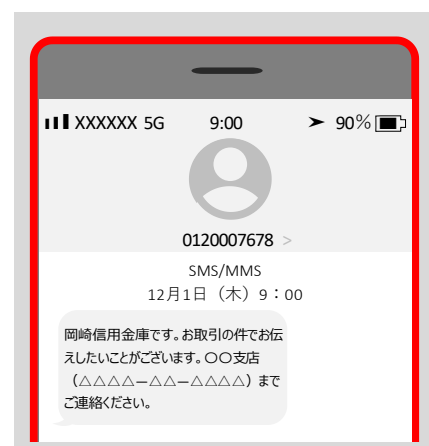 XXXXXX 5G 9:00 90%
0120007678 >
SMS/MMS
12月1日（木）9：00
岡崎信用金庫です。お取引の件でお伝
えしたいことがございます。〇〇支店
（△△△△ー△△ー△△△△）まで
ご連絡ください。